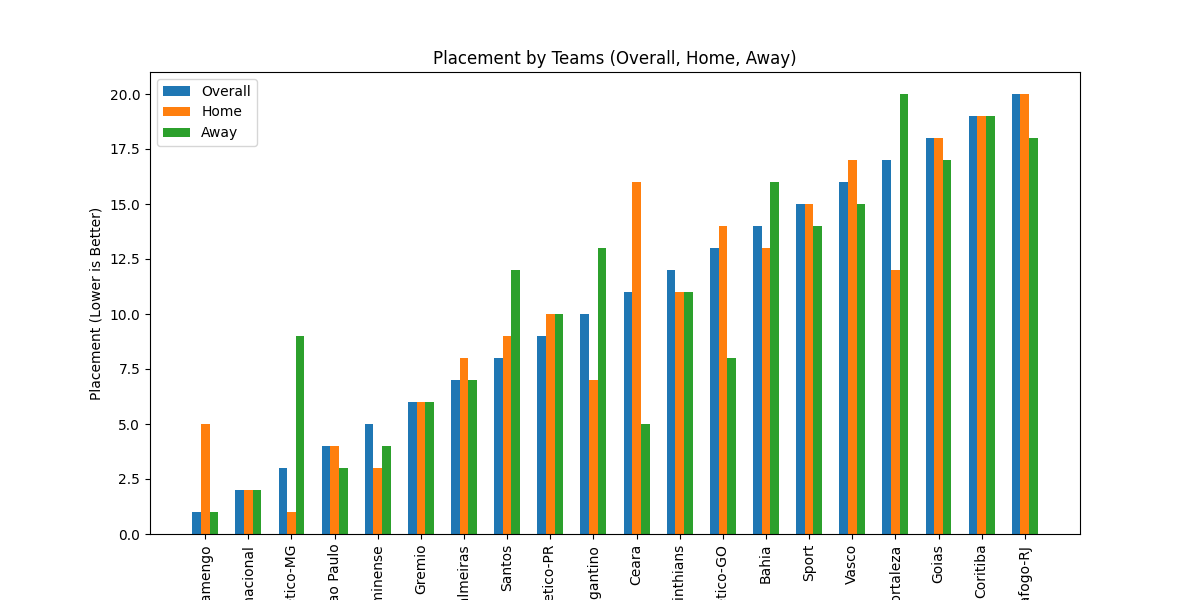 Placement by Teams (Overall, Home, Away)
Overall
Home
Away
Placement (Lower is Better)
20.0
17.5
15.0
12.5
10.0
7.5
5.0
2.5
0.0
amengo
nacional
tico-MG
ao Paulo
minense
Gremio
lmeiras
Santos
etico-PR
gantino
Ceara
inthians
tico-GO
Bahia
Sport
Vasco
ortaleza
Goias
Coritiba
afogo-RJ